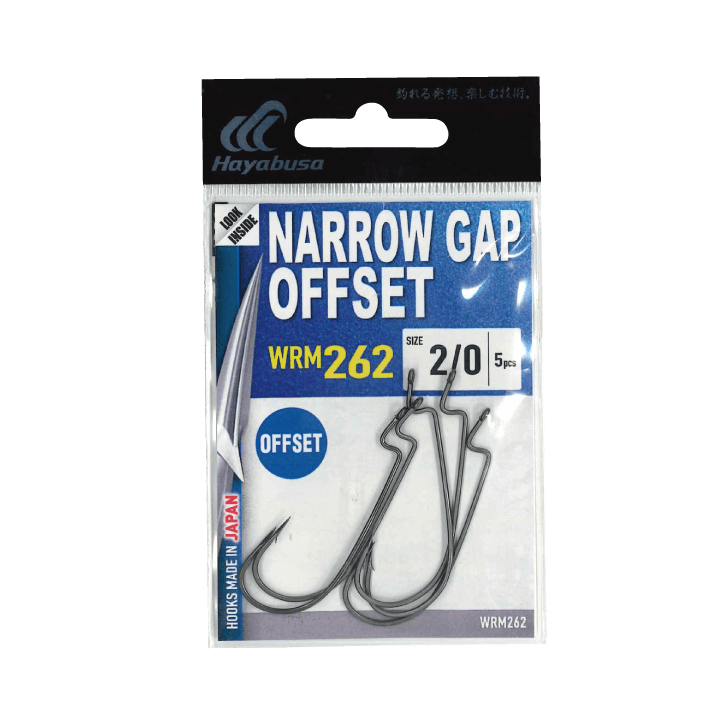 釣れる発想、楽しむ技術。
Hayabusa
LOOK
INSIDE
NARROW GAP
OFFSET
WRM262
SIZE
2/0
5pcs
OFFSET
HOOKS MADE IN JAPAN
WRM262